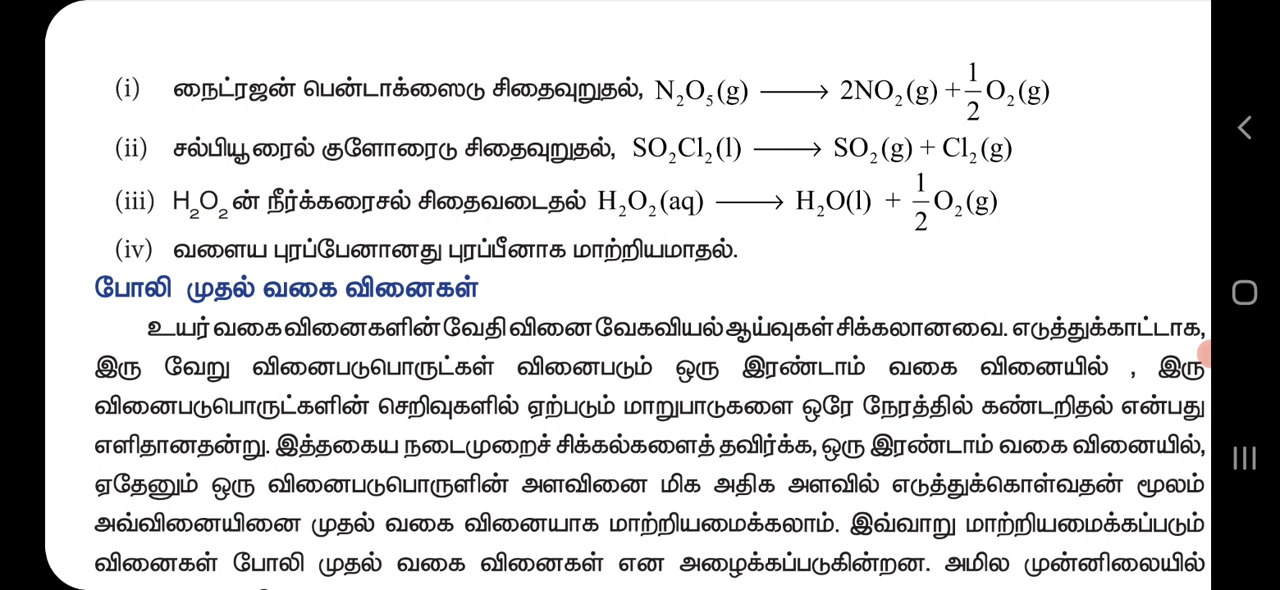 (i) நைட்ரஜன் பென்டாக்ஸைடு சிதைவுறுதல், N₂O₅(g) ⟶ 2NO₂(g) + 1/2 O₂(g)
(ii) சல்பியூரைல் குளோரைடு சிதைவுறுதல், SO₂Cl₂(l) ⟶ SO₂(g) + Cl₂(g)
(iii) H₂O₂ன் நீர்க்கரைசல் சிதைவடைதல் H₂O₂(aq) ⟶ H₂O(l) + 1/2 O₂(g)
(iv) வளைய புரப்பேனானது புரப்பீனாக மாற்றியமாதல்.
போலி முதல் வகை வினைகள்
உயர் வகை வினைகளின் வேதி வினை வேகவியல் ஆய்வுகள் சிக்கலானவை. எடுத்துக்காட்டாக,
இரு வேறு வினைபடுபொருட்கள் வினைபடும் ஒரு இரண்டாம் வகை வினையில் , இரு
வினைபடுபொருட்களின் செறிவுகளில் ஏற்படும் மாறுபாடுகளை ஒரே நேரத்தில் கண்டறிதல் என்பது
எளிதானதன்று. இத்தகைய நடைமுறைச் சிக்கல்களைத் தவிர்க்க, ஒரு இரண்டாம் வகை வினையில்,
ஏதேனும் ஒரு வினைபடுபொருளின் அளவினை மிக அதிக அளவில் எடுத்துக்கொள்வதன் மூலம்
அவ்வினையினை முதல் வகை வினையாக மாற்றியமைக்கலாம். இவ்வாறு மாற்றியமைக்கப்படும்
வினைகள் போலி முதல் வகை வினைகள் என அழைக்கப்படுகின்றன. அமில முன்னிலையில்